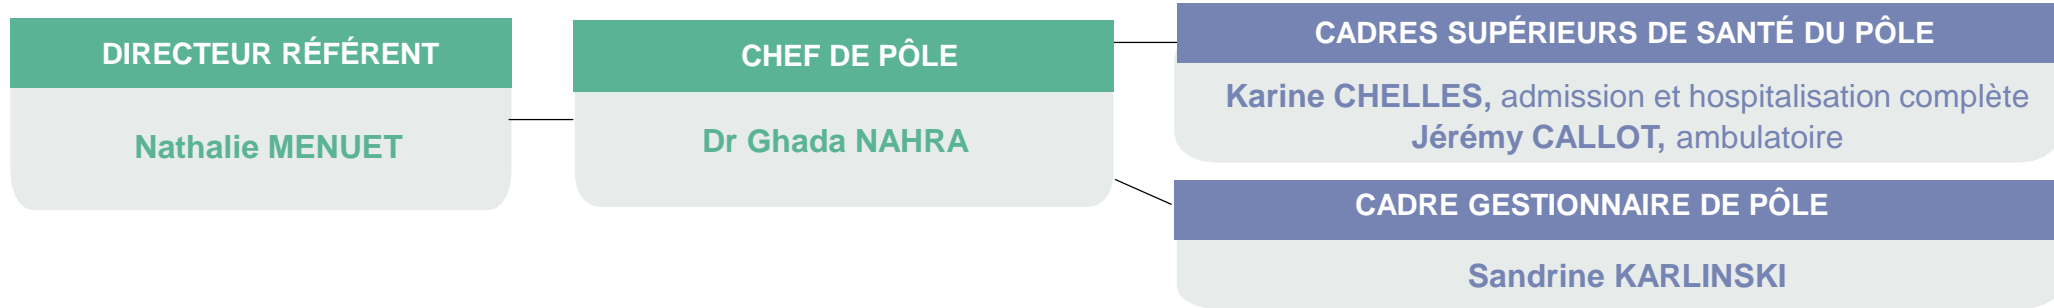 DIRECTEUR RÉFÉRENT
Nathalie MENUET
CHEF DE PÔLE
Dr Ghada NAHRA
CADRES SUPÉRIEURS DE SANTÉ DU PÔLE
Karine CHELLES, admission et hospitalisation complète
Jérémy CALLOT, ambulatoire
CADRE GESTIONNAIRE DE PÔLE
Sandrine KARLINSKI